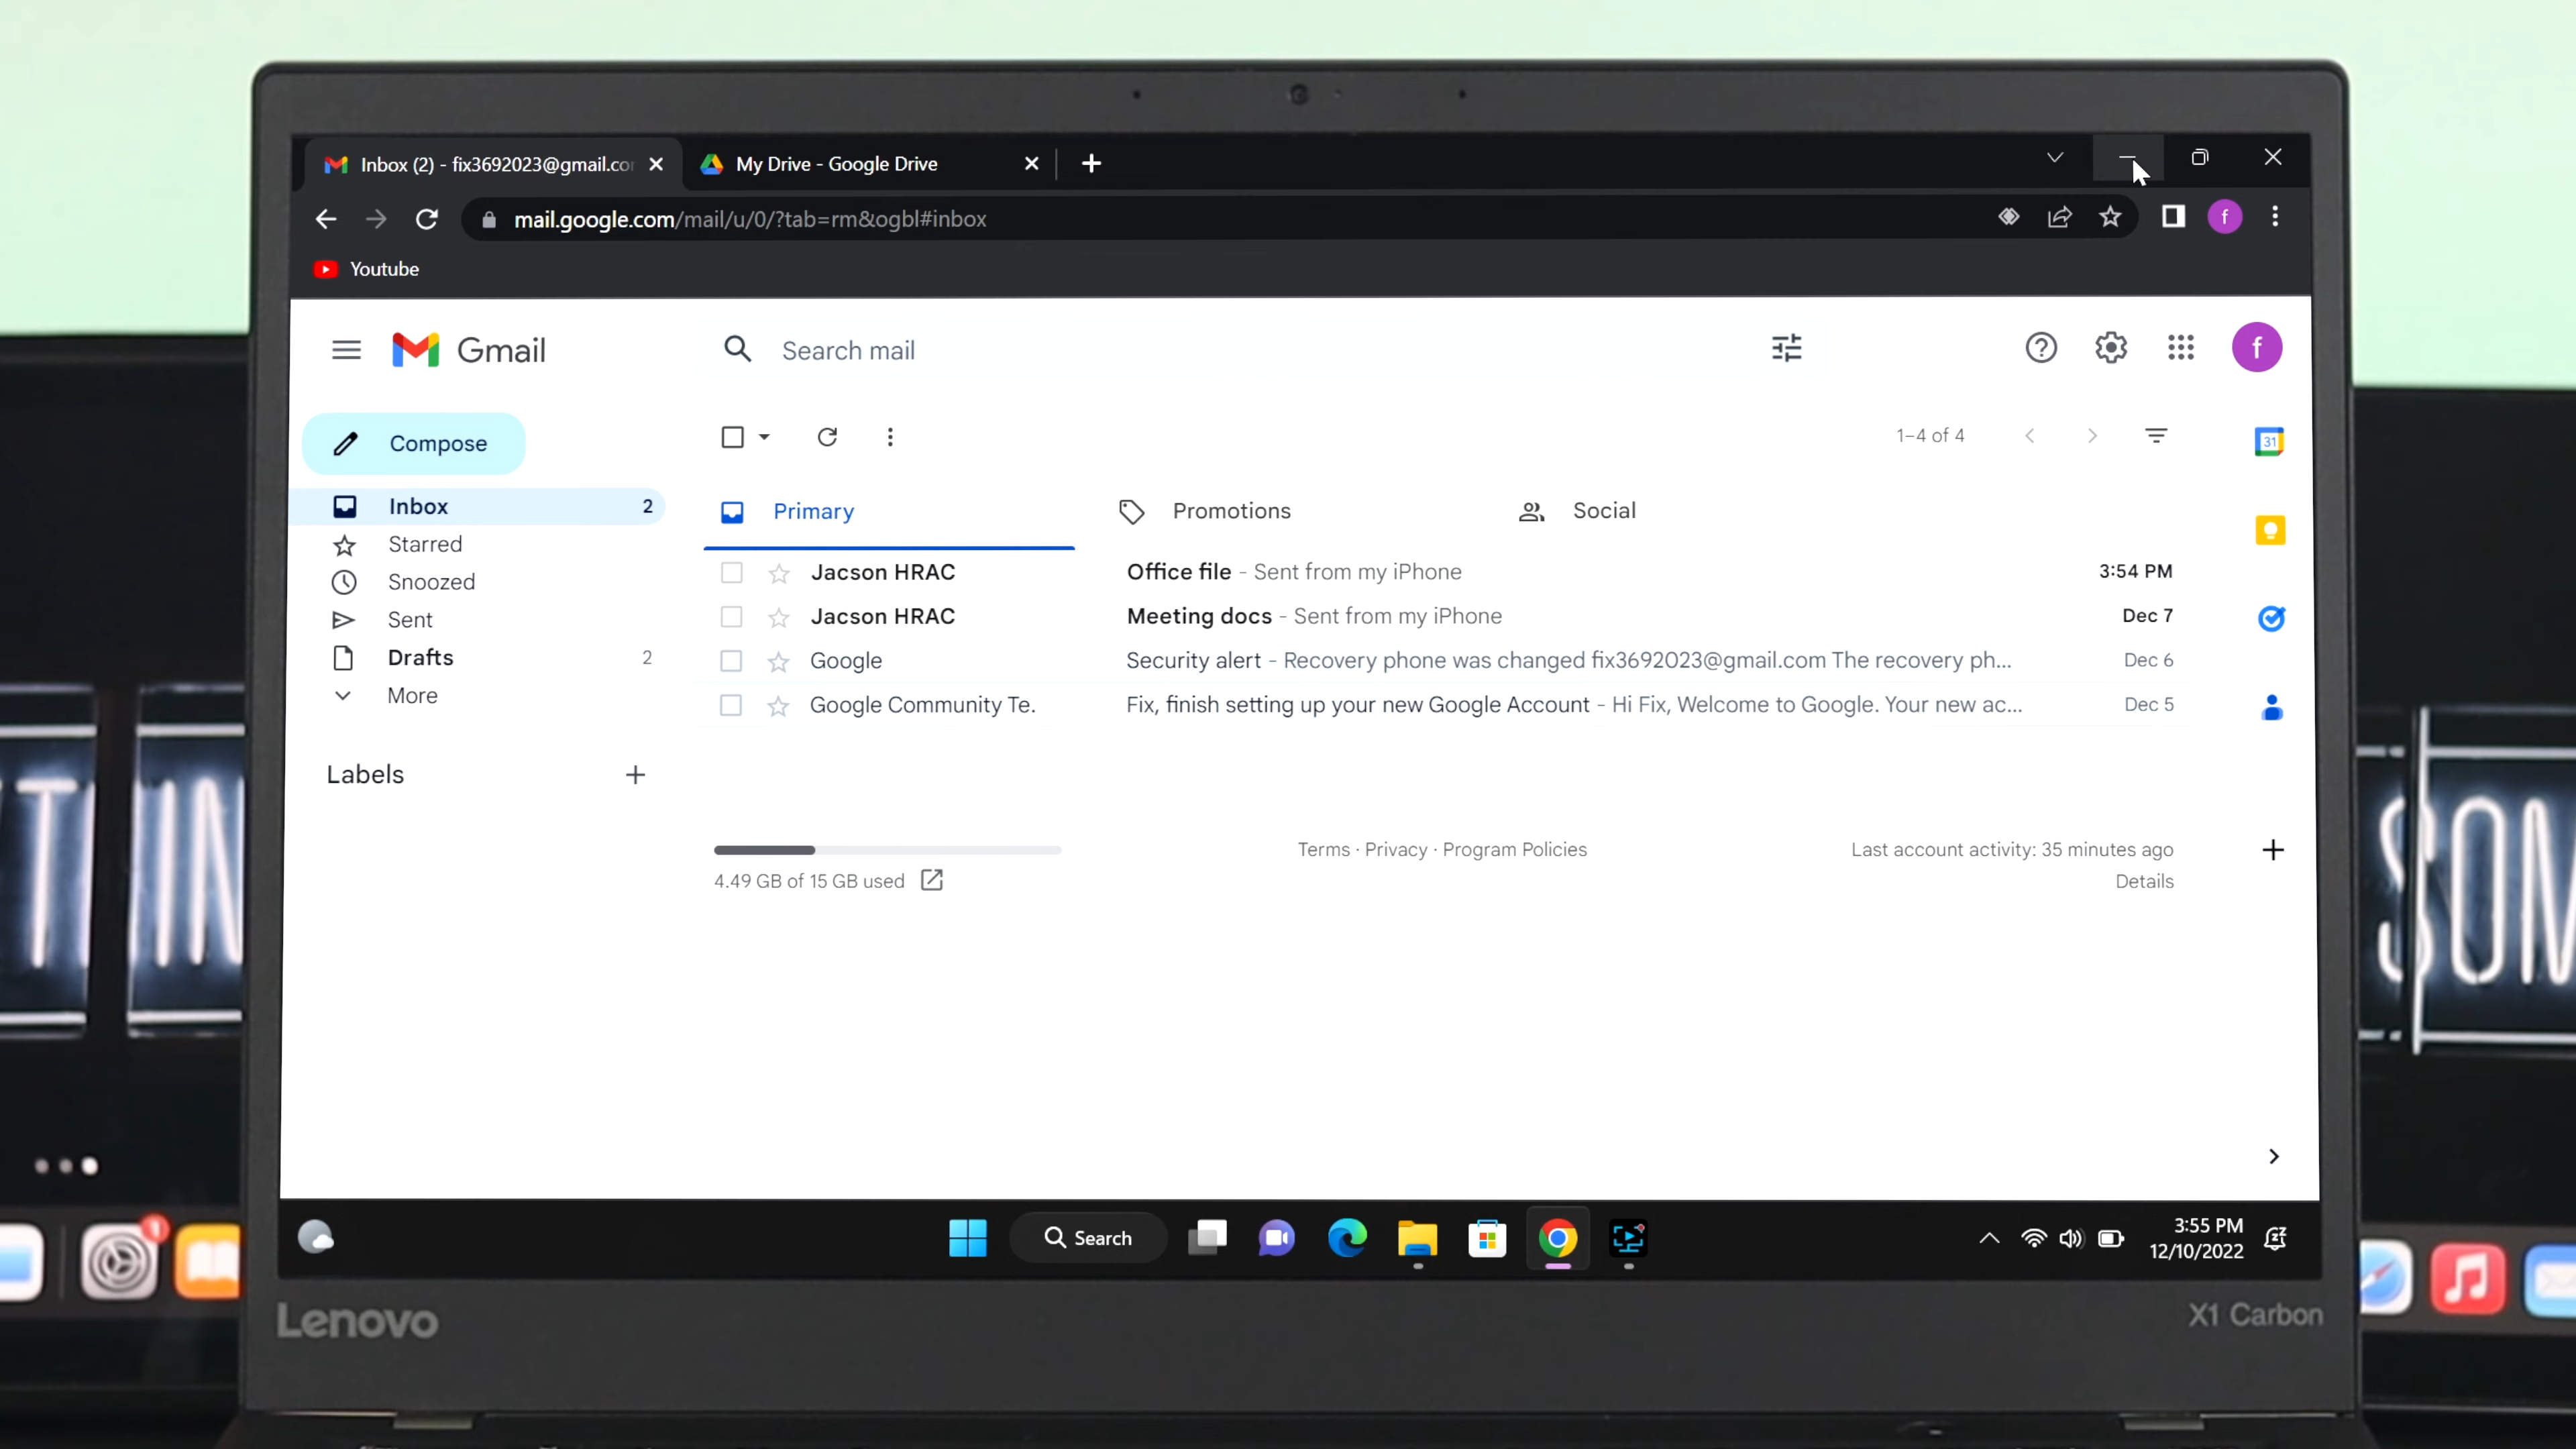 Inbox (2) - fix3692023@gmail.co
My Drive - Google Drive
mail.google.com/mail/u/0/?tab=rm&ogbl#inbox
f
Youtube
Gmail
Search mail
f
Compose
1–4 of 4
31
Inbox 2
Primary
Promotions
Social
Starred
Snoozed
Sent
Drafts 2
More
Jacson HRAC Office file - Sent from my iPhone 3:54 PM
Jacson HRAC Meeting docs - Sent from my iPhone Dec 7
Google Security alert - Recovery phone was changed fix3692023@gmail.com The recovery ph... Dec 6
Google Community Te. Fix, finish setting up your new Google Account - Hi Fix, Welcome to Google. Your new ac... Dec 5
Labels
Terms · Privacy · Program Policies
Last account activity: 35 minutes ago
4.49 GB of 15 GB used
Details
T IN
SOM
Search
3:55 PM
12/10/2022
Lenovo
X1 Carbon